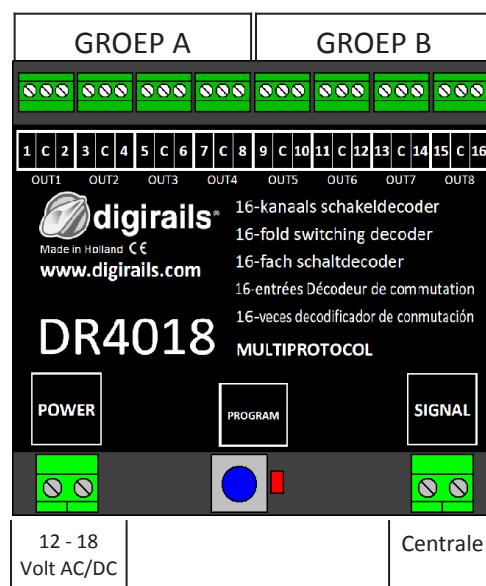 GROEP A GROEP B
1 C 2 3 C 4 5 C 6 7 C 8 9 C 10 11 C 12 13 C 14 15 C 16
OUT1 OUT2 OUT3 OUT4 OUT5 OUT6 OUT7 OUT8
digirails®
Made in Holland CE
www.digirails.com
16-kanaals schakeldecoder
16-fold switching decoder
16-fach schaltdecoder
16-entrées Décodeur de commutation
16-veces decodificador de conmutación
DR4018
MULTIPROTOCOL
POWER PROGRAM SIGNAL
12 - 18
Volt AC/DC
Centrale